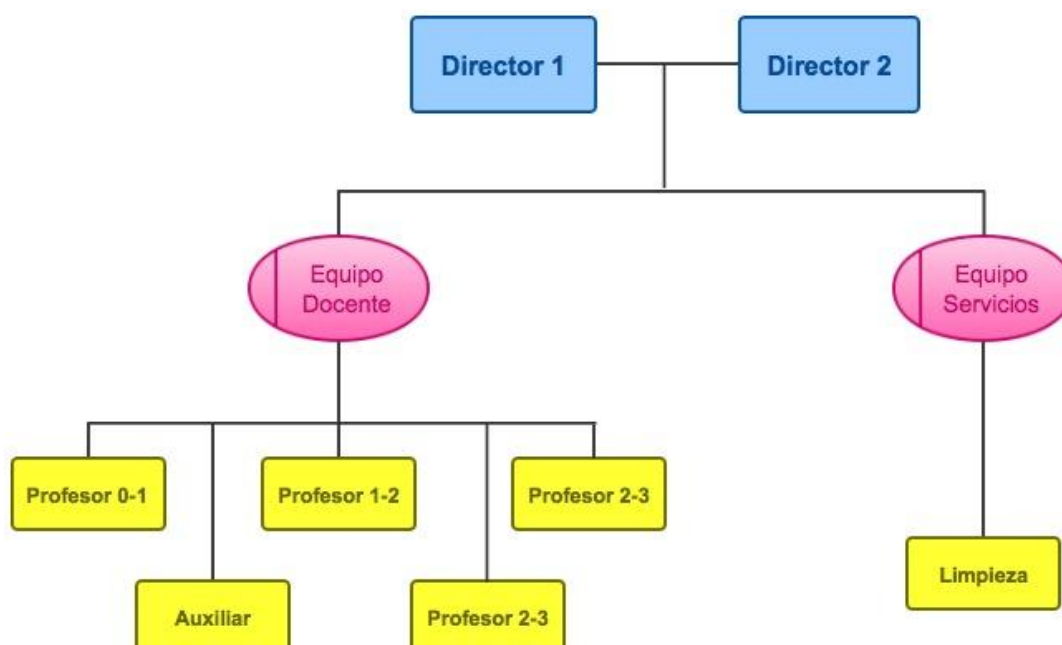 Director 1
Director 2
Equipo
Docente
Equipo
Servicios
Profesor 0-1
Profesor 1-2
Profesor 2-3
Limpieza
Auxiliar
Profesor 2-3